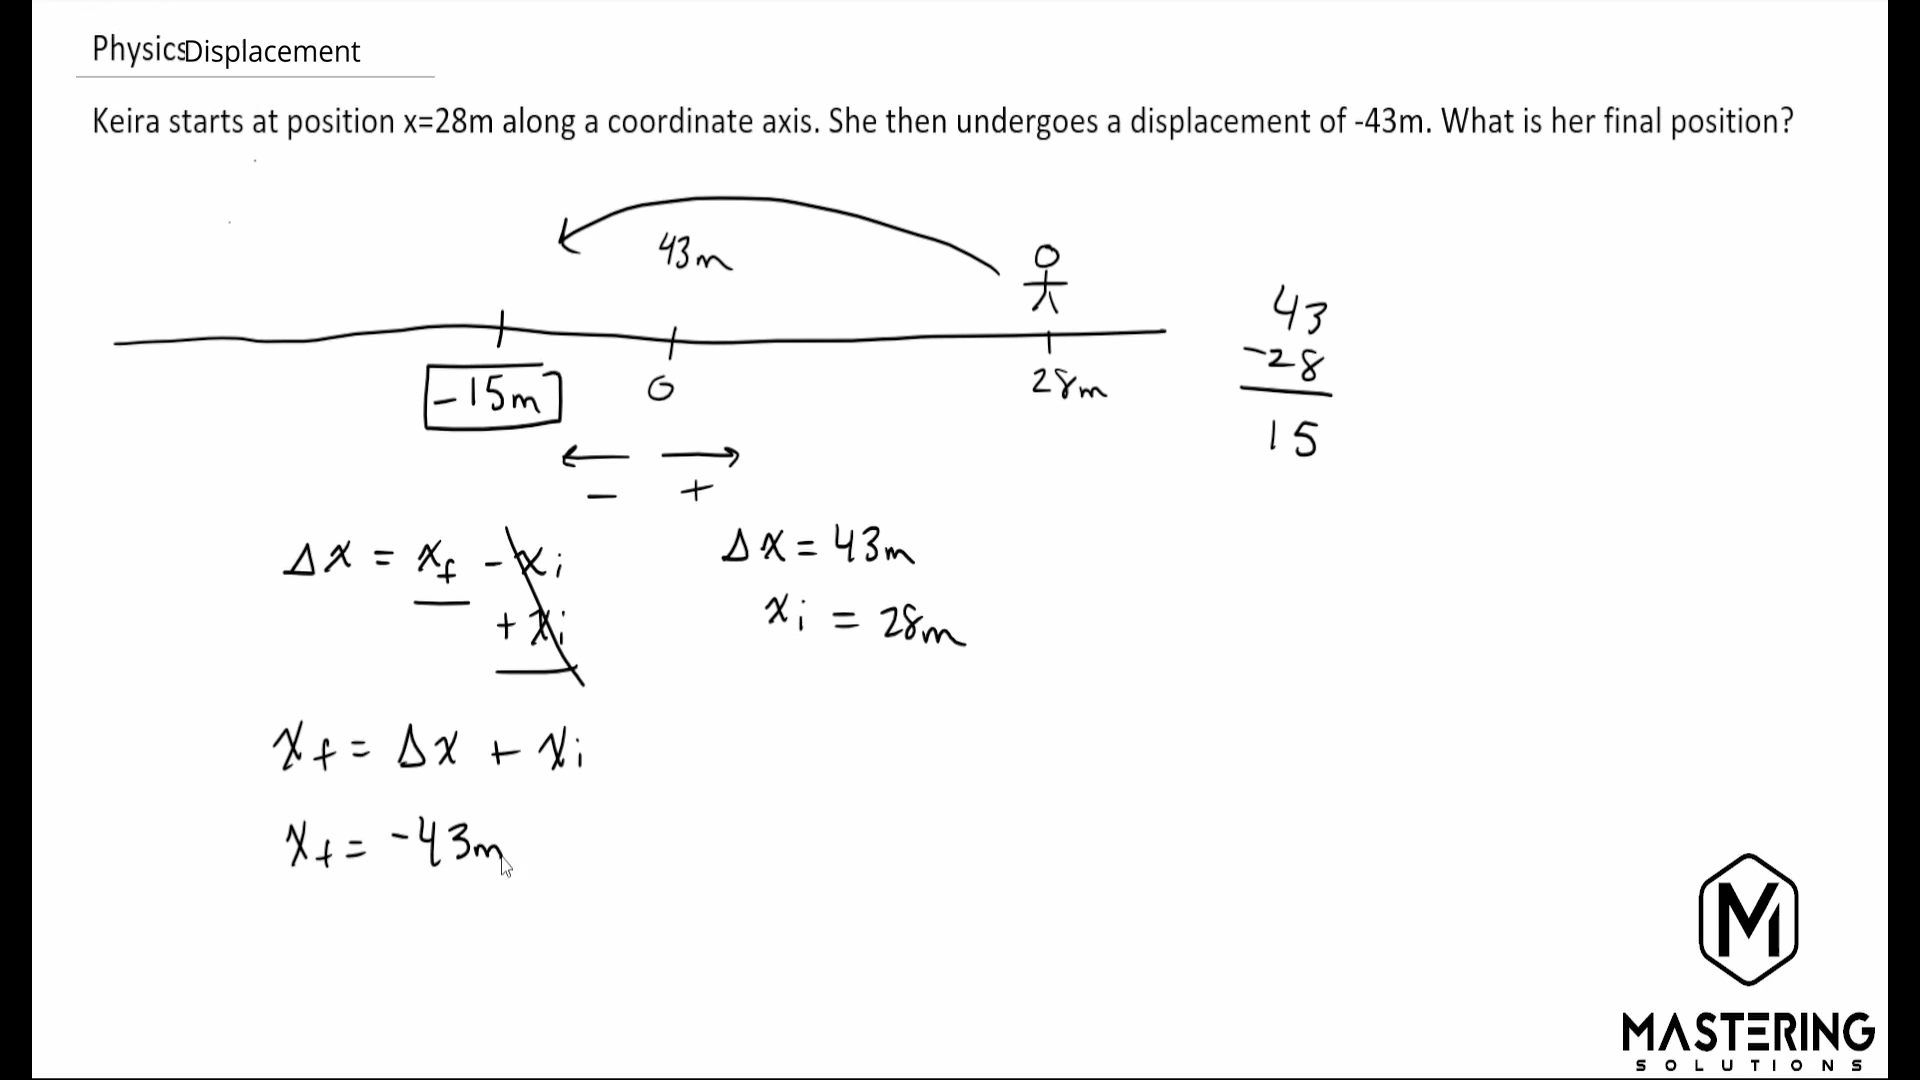 Physics Displacement
Keira starts at position x=28m along a coordinate axis. She then undergoes a displacement of -43m. What is her final position?
43m
-15m 0 28m
43
-28
15
- +
Δx = xf - xi
+ xi
Δx = 43m
xi = 28m
xf = Δx + xi
xf = -43m
M
MASTERING
SOLUTIONS